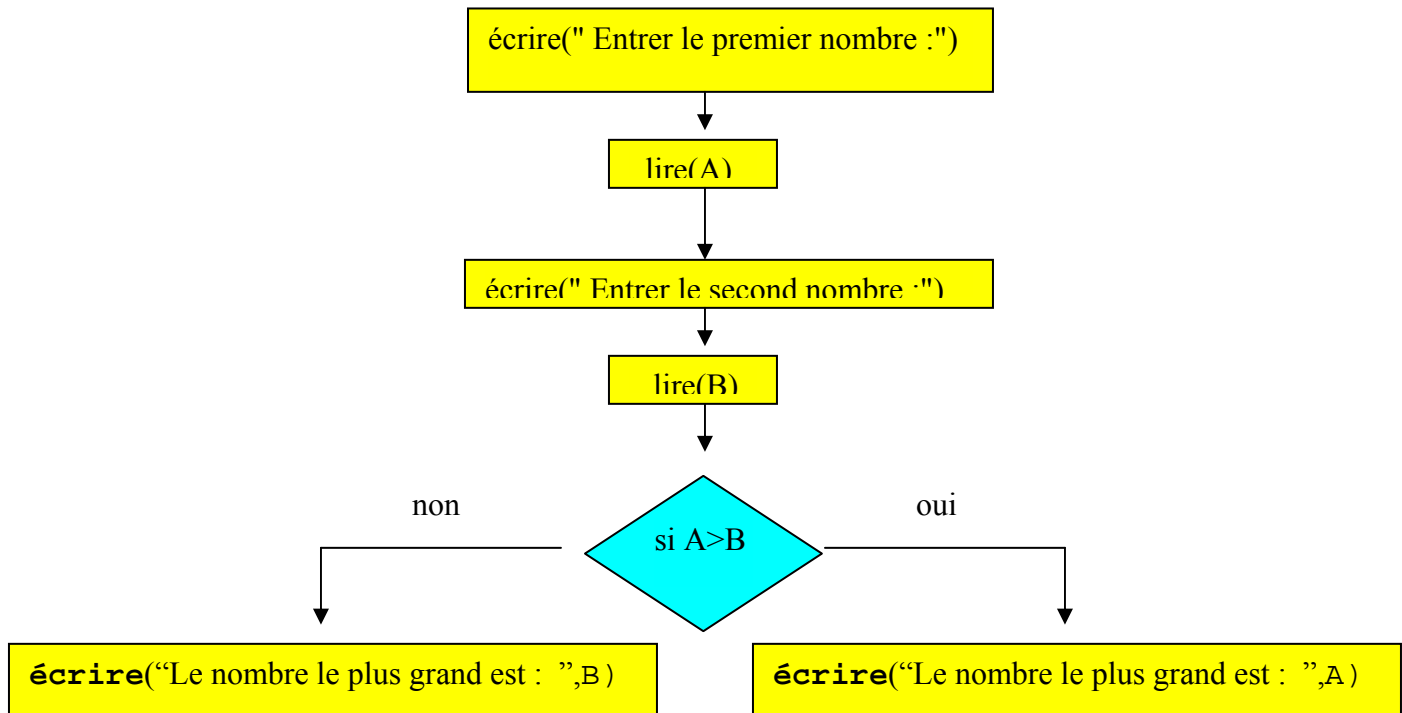 écrire(" Entrer le premier nombre :")
lire(A)
écrire(" Entrer le second nombre :")
lire(B)
non
oui
si A>B
écrire(“Le nombre le plus grand est :  ”,B)
écrire(“Le nombre le plus grand est :  ”,A)